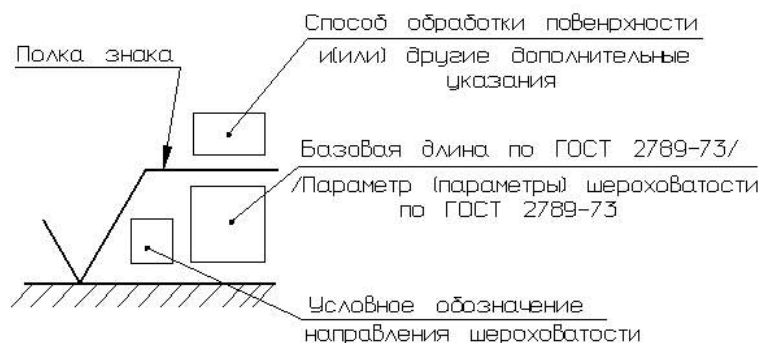 Способ обработки повенрхности
и(или) другие дополнительные
указания
Полка знака
Базовая длина по ГОСТ 2789-73/
/Параметр (параметры) шероховатости
по ГОСТ 2789-73
Условное обозначение
направления шероховатости